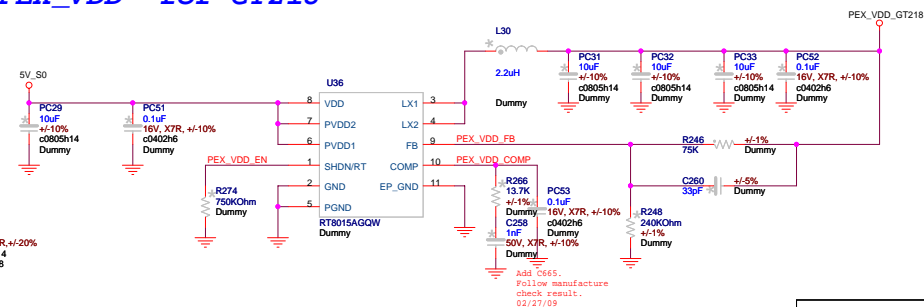 PEX_VDD for GT218
PEX_VDD_GT218
5V_S0
PC29
10uF
+/-10%
c0805h14
Dummy
PC51
0.1uF
16V, X7R, +/-10%
c0402h6
Dummy
U36
8 VDD LX1 3
7 PVDD2 LX2 4
6 PVDD1 FB 9
1 SHDN/RT COMP 10
2 GND EP_GND 11
5 PGND
RT8015AGQW
Dummy
L30
2.2uH
Dummy
PC31
10uF
+/-10%
c0805h14
Dummy
PC32
10uF
+/-10%
c0805h14
Dummy
PC33
10uF
+/-10%
c0805h14
Dummy
PC52
0.1uF
16V, X7R, +/-10%
c0402h6
Dummy
PEX_VDD_FB
PEX_VDD_EN
PEX_VDD_COMP
R246
75K
+/-1%
Dummy
C260
33pF
+/-5%
Dummy
R274
750KOhm
Dummy
R266
13.7K
+/-1%
Dummy
C258
1nF
50V, X7R, +/-10%
Dummy
PC53
0.1uF
16V, X7R, +/-10%
c0402h6
Dummy
R248
240KOhm
+/-1%
Dummy
R,+/-20%
4
8
Add C665.
Follow manufacture
check result.
02/27/09